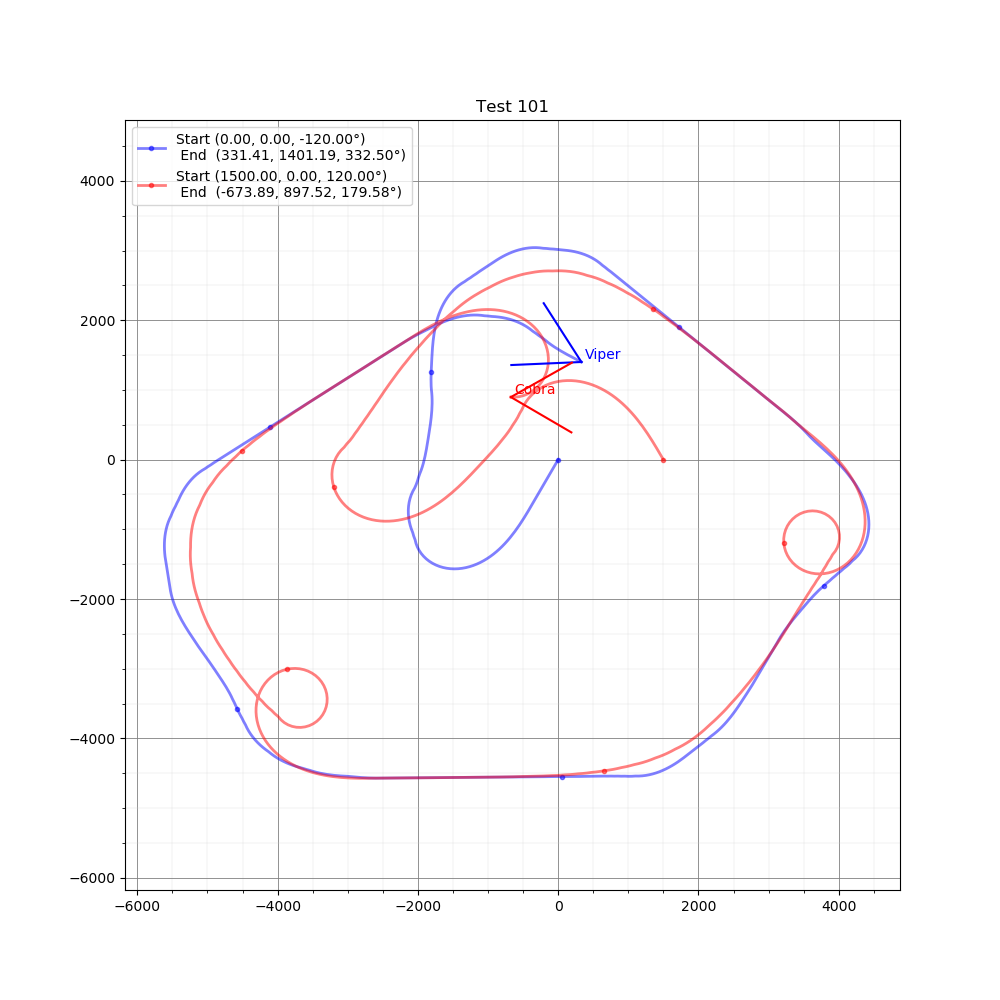 Test 101
Start (0.00, 0.00, -120.00°)
End  (331.41, 1401.19, 332.50°)
Start (1500.00, 0.00, 120.00°)
End  (-673.89, 897.52, 179.58°)
4000
2000
0
−2000
−4000
−6000
Viper
Cobra
−6000
−4000
−2000
0
2000
4000